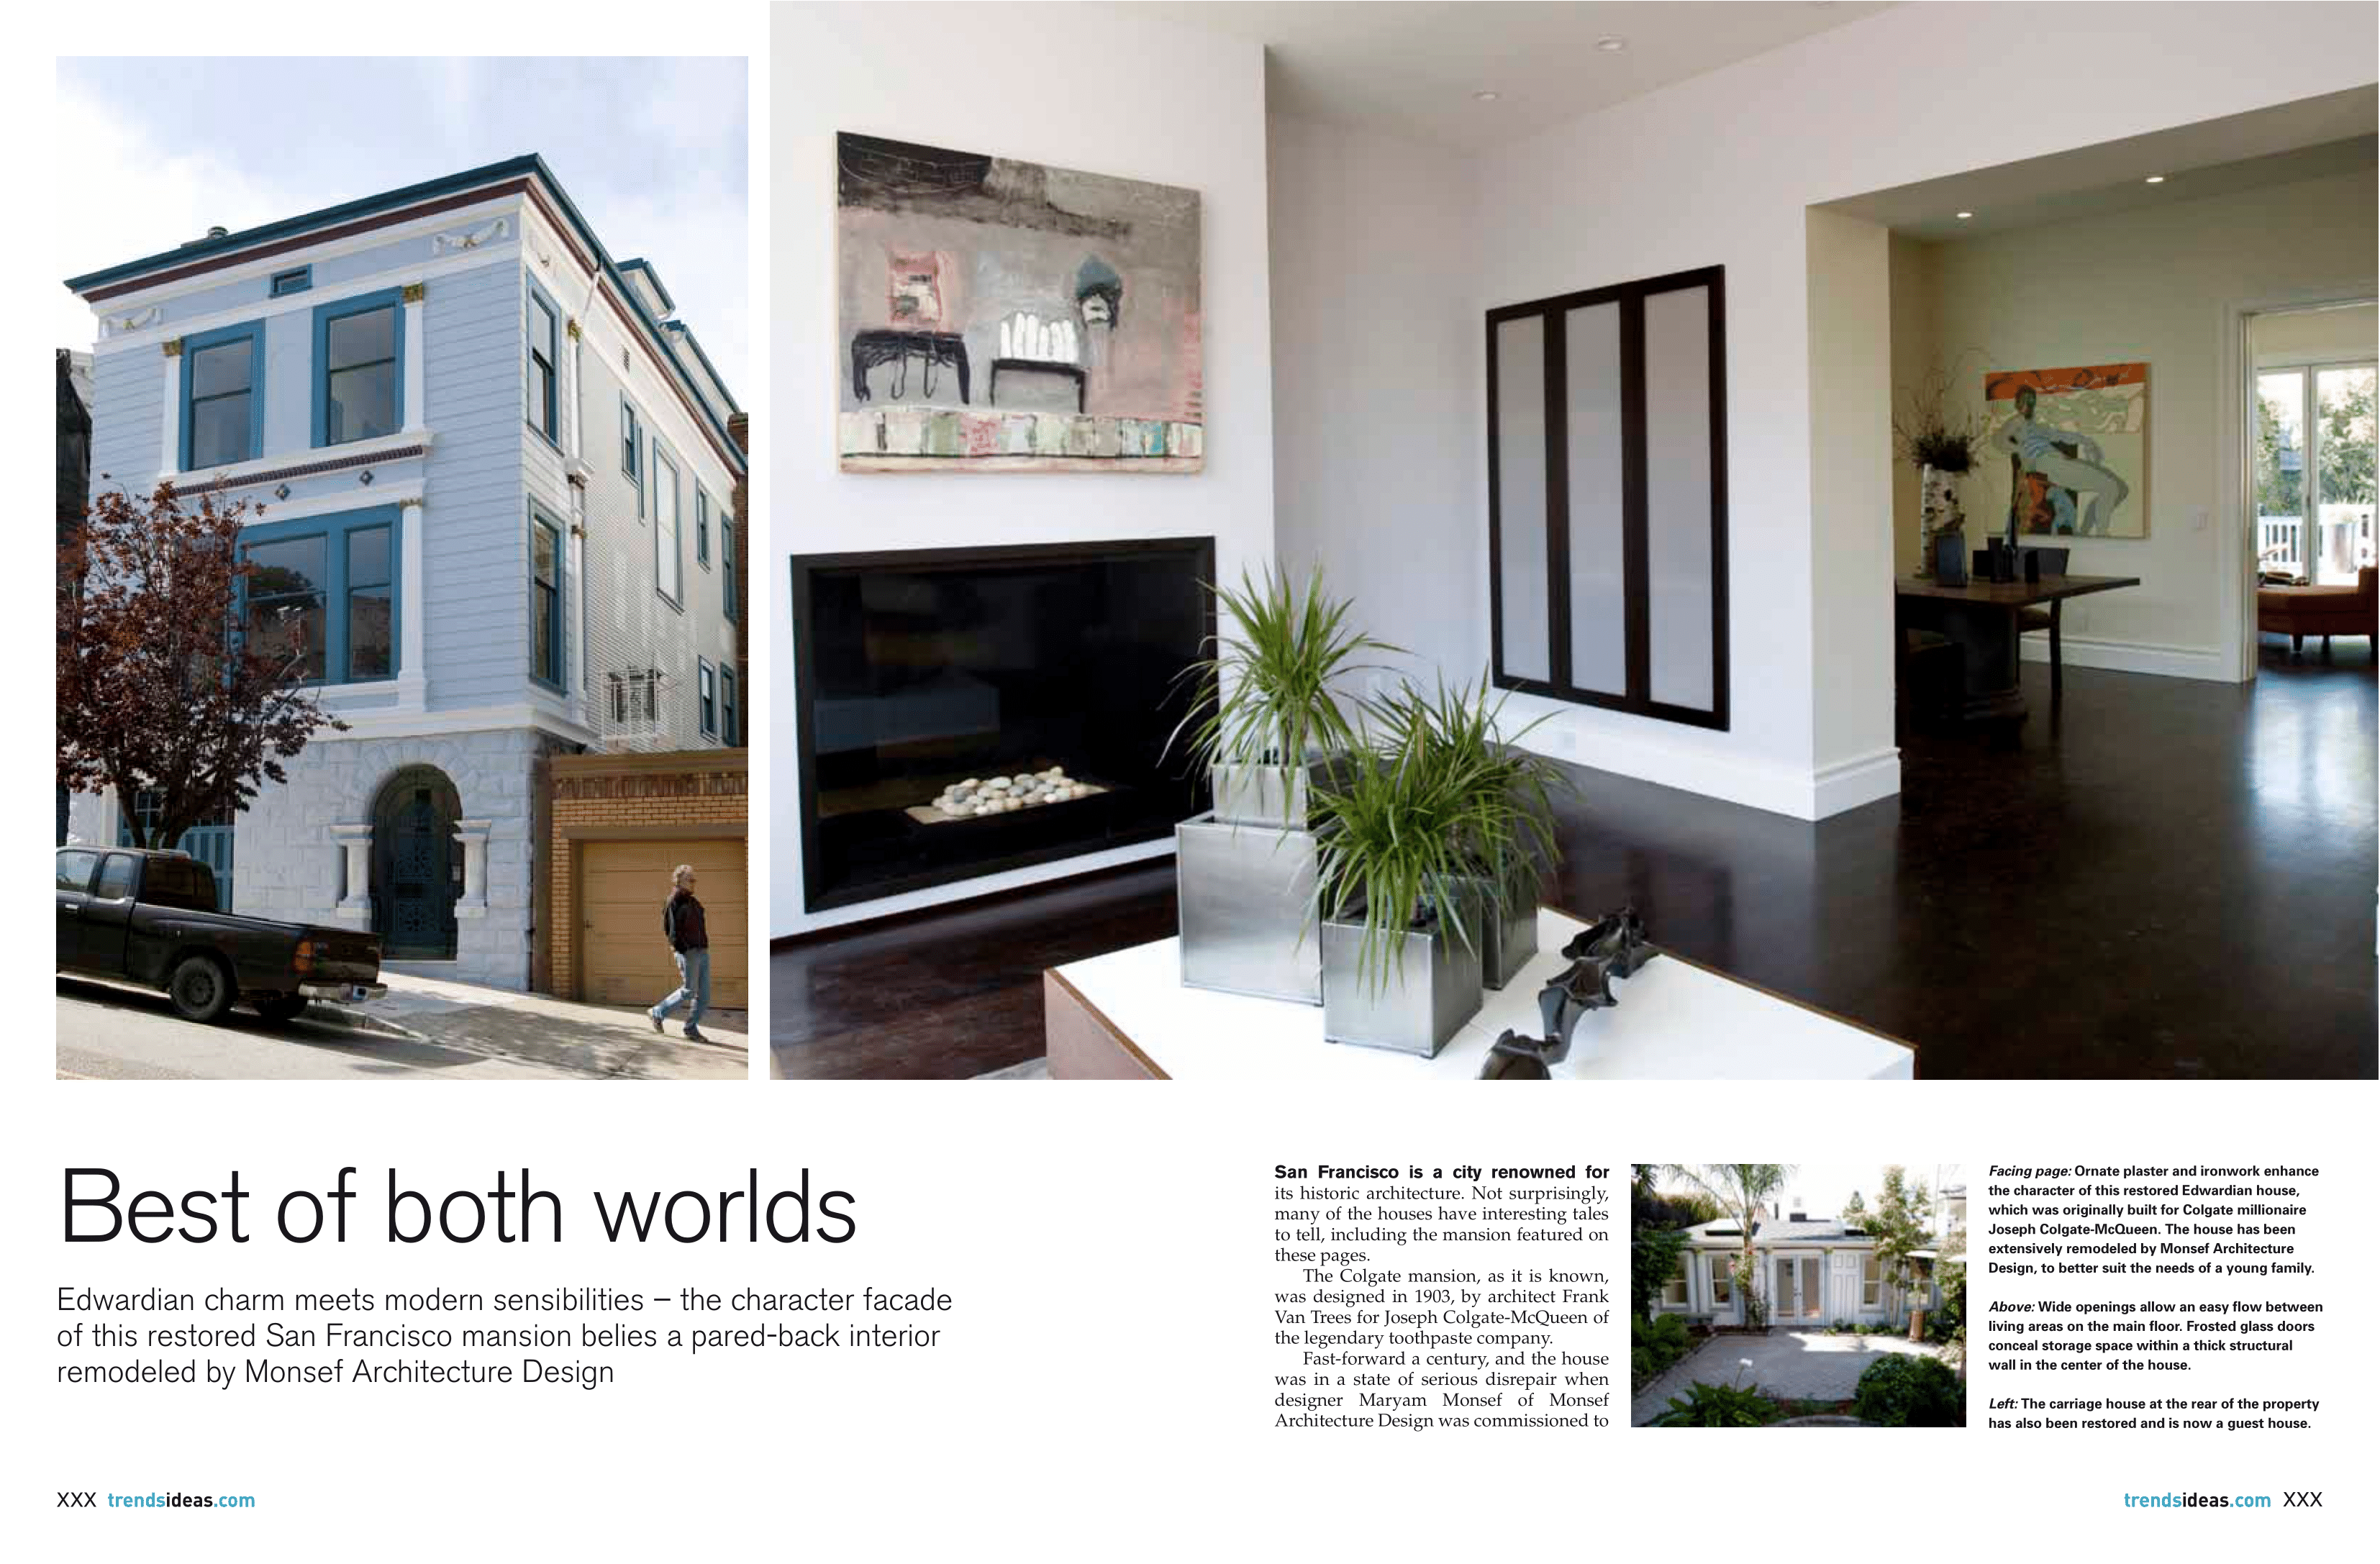 Best of both worlds
Edwardian charm meets modern sensibilities – the character facade
of this restored San Francisco mansion belies a pared-back interior
remodeled by Monsef Architecture Design
San Francisco is a city renowned for
its historic architecture. Not surprisingly,
many of the houses have interesting tales
to tell, including the mansion featured on
these pages.
The Colgate mansion, as it is known,
was designed in 1903, by architect Frank
Van Trees for Joseph Colgate-McQueen of
the legendary toothpaste company.
Fast-forward a century, and the house
was in a state of serious disrepair when
designer Maryam Monsef of Monsef
Architecture Design was commissioned to
Facing page: Ornate plaster and ironwork enhance
the character of this restored Edwardian house,
which was originally built for Colgate millionaire
Joseph Colgate-McQueen. The house has been
extensively remodeled by Monsef Architecture
Design, to better suit the needs of a young family.
Above: Wide openings allow an easy flow between
living areas on the main floor. Frosted glass doors
conceal storage space within a thick structural
wall in the center of the house.
Left: The carriage house at the rear of the property
has also been restored and is now a guest house.
XXX trendsideas.com
trendsideas.com XXX